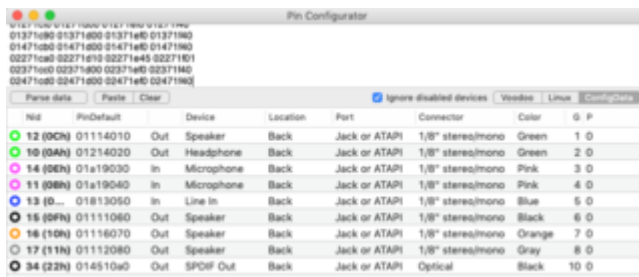 Pin Configurator
01371c90 01371d00 01371ef0 01371f40
01471cb0 01471d00 01471ef0 01471f40
02271ca0 02271d10 02271e45 02271f01
02371cc0 02371d00 02371ef0 02371f40
02471cd0 02471d00 02471ef0 02471f40
Parse data Paste Clear Ignore disabled devices Voodoo Linux ConfigData
Nid PinDefault Device Location Port Connector Color G P
12 (0Ch) 01114010 Out Speaker Back Jack or ATAPI 1/8" stereo/mono Green 1 0
10 (0Ah) 01214020 Out Headphone Back Jack or ATAPI 1/8" stereo/mono Green 2 0
14 (0Eh) 01a19030 In Microphone Back Jack or ATAPI 1/8" stereo/mono Pink 3 0
11 (0Bh) 01a19040 In Microphone Back Jack or ATAPI 1/8" stereo/mono Pink 4 0
13 (0... 01813050 In Line In Back Jack or ATAPI 1/8" stereo/mono Blue 5 0
15 (0Fh) 01111060 Out Speaker Back Jack or ATAPI 1/8" stereo/mono Black 6 0
16 (10h) 01116070 Out Speaker Back Jack or ATAPI 1/8" stereo/mono Orange 7 0
17 (11h) 01112080 Out Speaker Back Jack or ATAPI 1/8" stereo/mono Gray 8 0
34 (22h) 014510a0 Out SPDIF Out Back Jack or ATAPI Optical Black 10 0